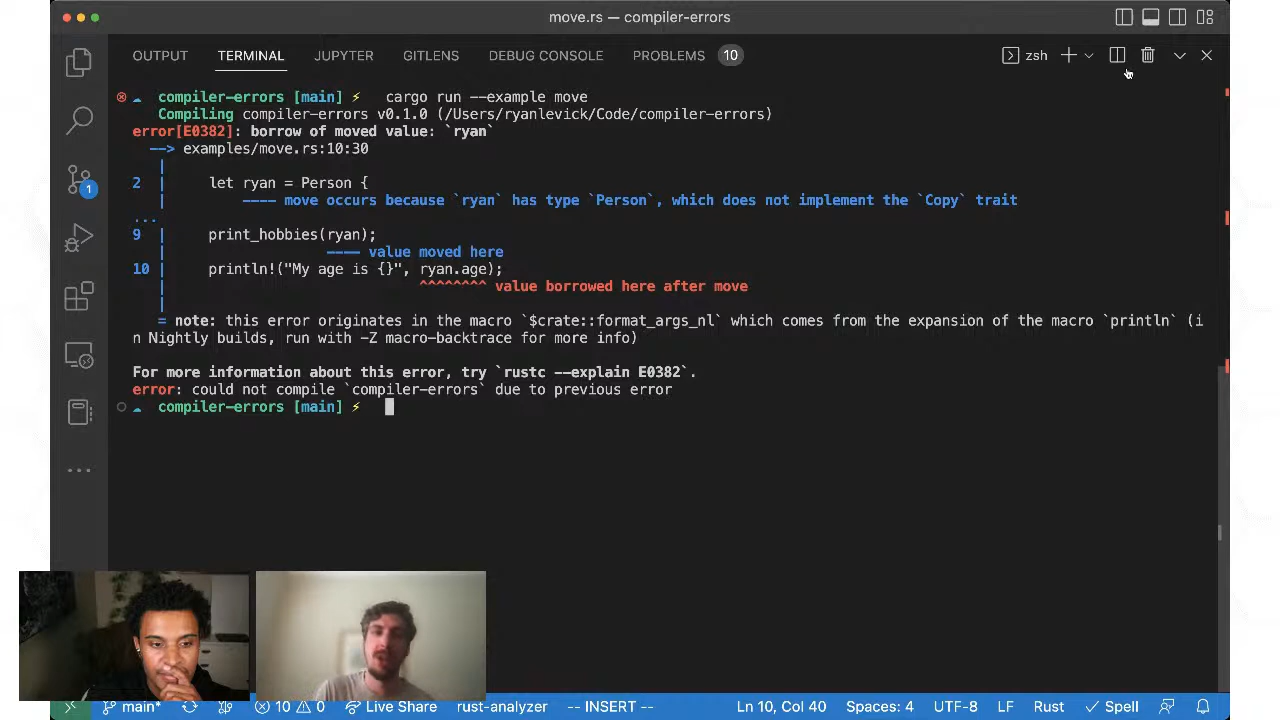 move.rs — compiler-errors
OUTPUT TERMINAL JUPYTER GITLENS DEBUG CONSOLE PROBLEMS 10 zsh
compiler-errors [main] ⚡ cargo run --example move
Compiling compiler-errors v0.1.0 (/Users/ryanlevick/Code/compiler-errors)
error[E0382]: borrow of moved value: `ryan`
--> examples/move.rs:10:30
|
2 | let ryan = Person {
| ---- move occurs because `ryan` has type `Person`, which does not implement the `Copy` trait
...
9 | print_hobbies(ryan);
| ---- value moved here
10 | println!("My age is {}", ryan.age);
| ^^^^^^^^ value borrowed here after move
|
= note: this error originates in the macro `$crate::format_args_nl` which comes from the expansion of the macro `println` (i
n Nightly builds, run with -Z macro-backtrace for more info)
For more information about this error, try `rustc --explain E0382`.
error: could not compile `compiler-errors` due to previous error
compiler-errors [main] ⚡
1
main* 10 0 Live Share rust-analyzer -- INSERT -- Ln 10, Col 40 Spaces: 4 UTF-8 LF Rust Spell